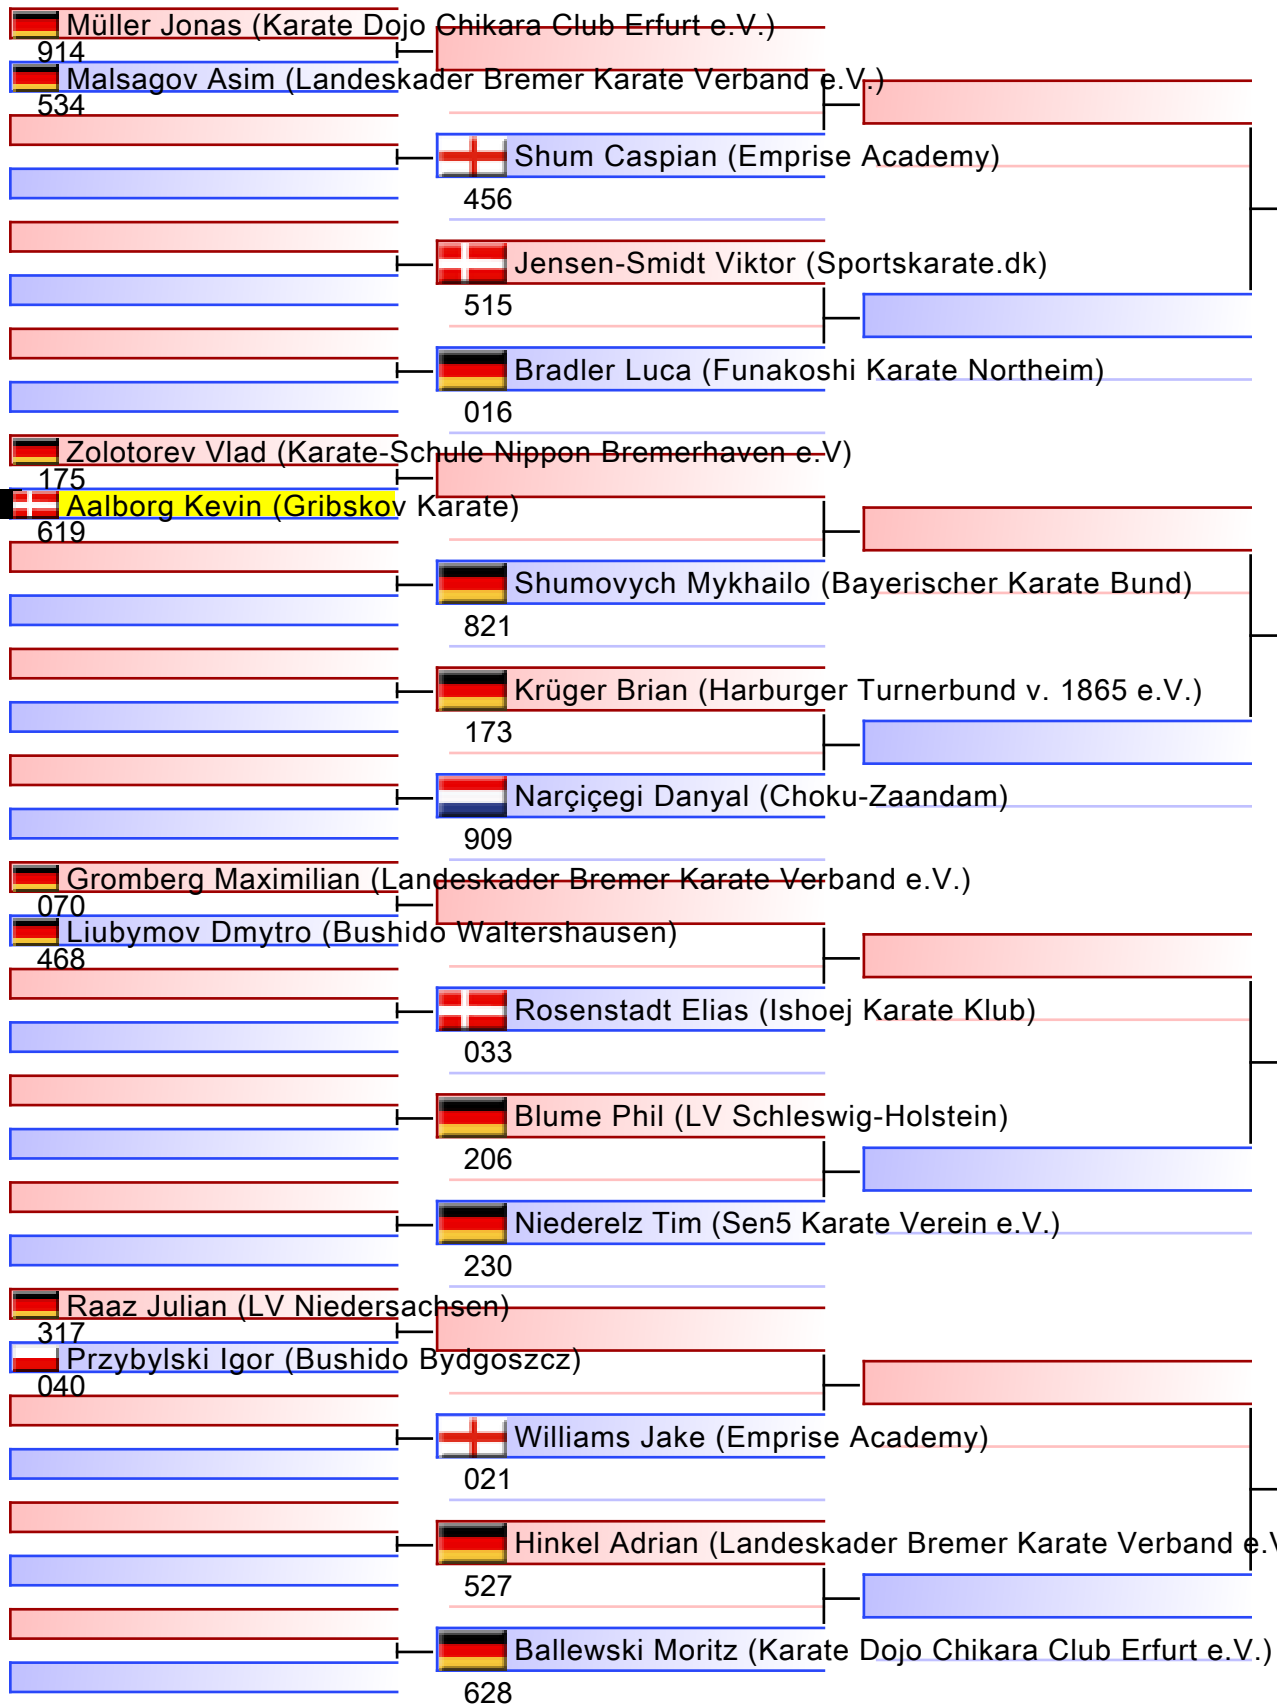 Müller Jonas (Karate Dojo Chikara Club Erfurt e.V.)
914
Malsagov Asim (Landeskader Bremer Karate Verband e.V.)
534
Shum Caspian (Emprise Academy)
456
Jensen-Smidt Viktor (Sportskarate.dk)
515
Bradler Luca (Funakoshi Karate Northeim)
016
Zolotorev Vlad (Karate-Schule Nippon Bremerhaven e.V)
175
Aalborg Kevin (Gribskov Karate)
619
Shumovych Mykhailo (Bayerischer Karate Bund)
821
Krüger Brian (Harburger Turnerbund v. 1865 e.V.)
173
Narçiçegi Danyal (Choku-Zaandam)
909
Gromberg Maximilian (Landeskader Bremer Karate Verband e.V.)
070
Liubymov Dmytro (Bushido Waltershausen)
468
Rosenstadt Elias (Ishoej Karate Klub)
033
Blume Phil (LV Schleswig-Holstein)
206
Niederelz Tim (Sen5 Karate Verein e.V.)
230
Raaz Julian (LV Niedersachsen)
317
Przybylski Igor (Bushido Bydgoszcz)
040
Williams Jake (Emprise Academy)
021
Hinkel Adrian (Landeskader Bremer Karate Verband e.V
527
Ballewski Moritz (Karate Dojo Chikara Club Erfurt e.V.)
628